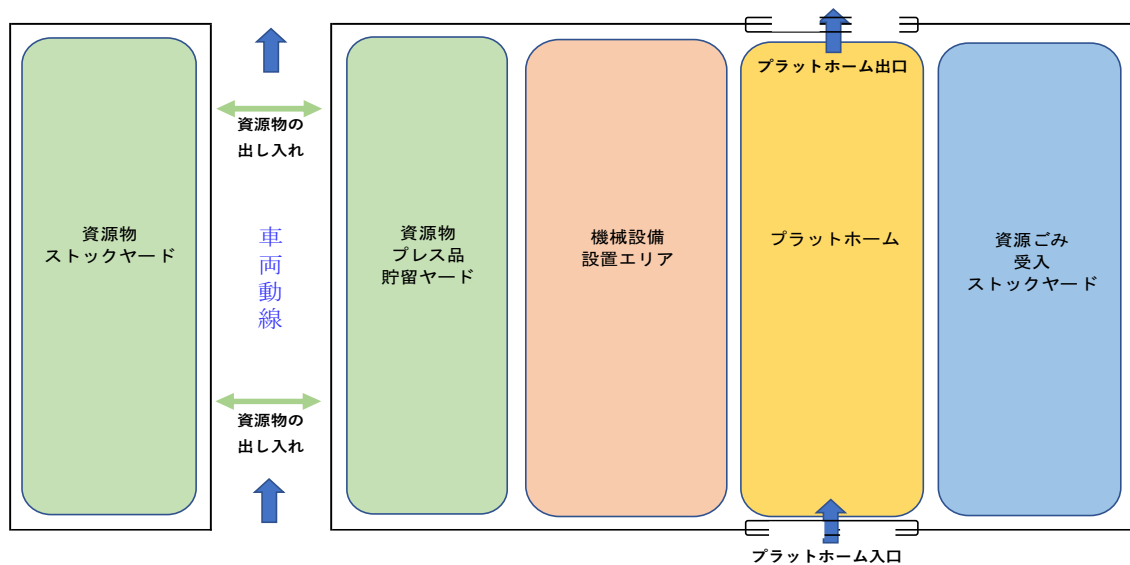 プラットホーム出口
資源物の
出し入れ
資源物
ストックヤード
車両動線
資源物
プレス品
貯留ヤード
機械設備
設置エリア
プラットホーム
資源ごみ
受入
ストックヤード
資源物の
出し入れ
プラットホーム入口